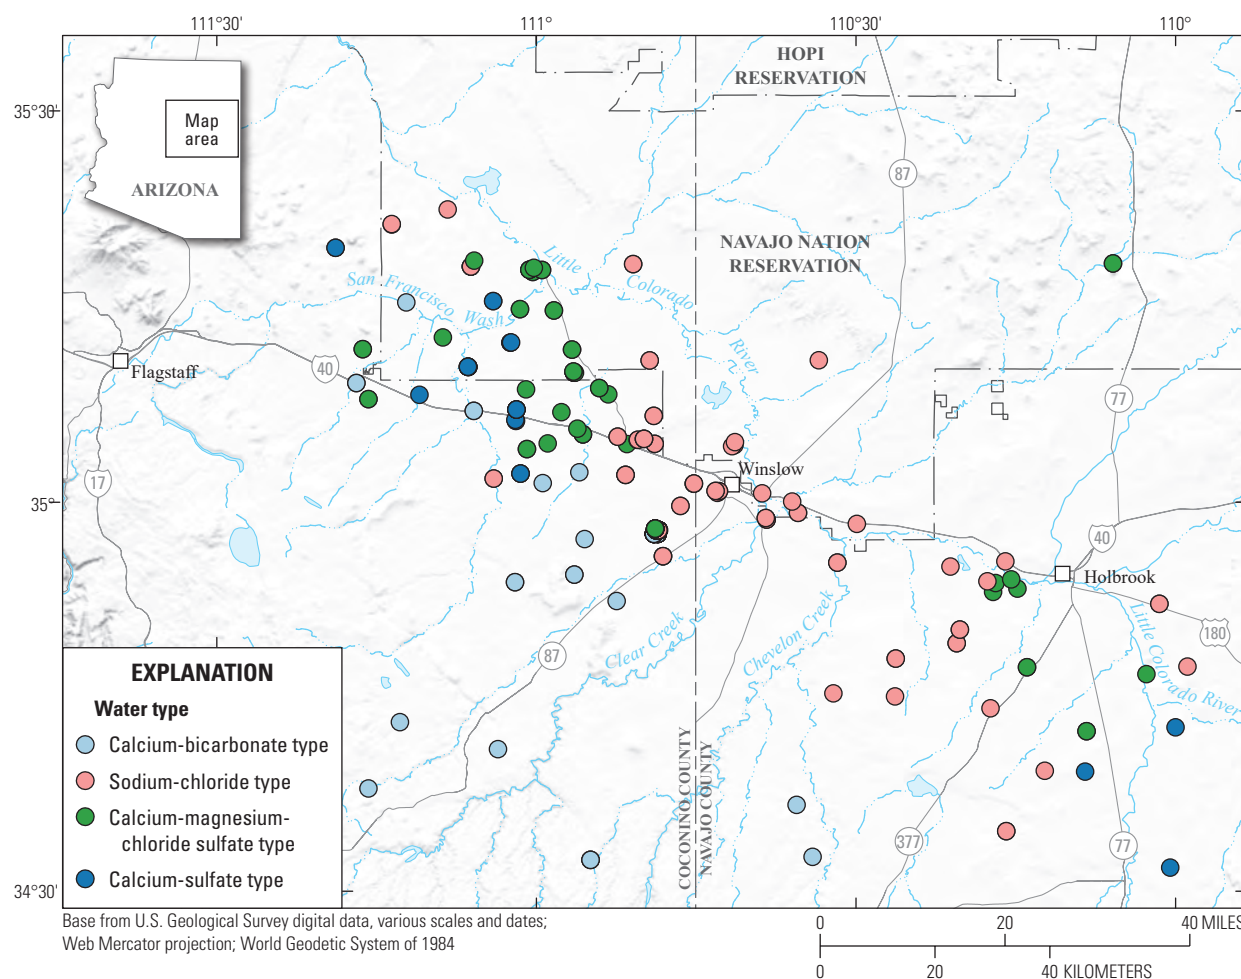 111°30'
111°
110°30'
110°
35°30'
35°
34°30'
HOPI
RESERVATION
Map
area
ARIZONA
87
NAVAJO NATION
RESERVATION
Little
Colorado
River
San Francisco Wash
Flagstaff
40
77
17
Winslow
40
Holbrook
180
Little Colorado River
Clear Creek
Chevelon Creek
87
COCONINO COUNTY
NAVAJO COUNTY
377
77
EXPLANATION
Water type
Calcium-bicarbonate type
Sodium-chloride type
Calcium-magnesium-
chloride sulfate type
Calcium-sulfate type
Base from U.S. Geological Survey digital data, various scales and dates;
Web Mercator projection; World Geodetic System of 1984
0 20 40 MILES
0 20 40 KILOMETERS